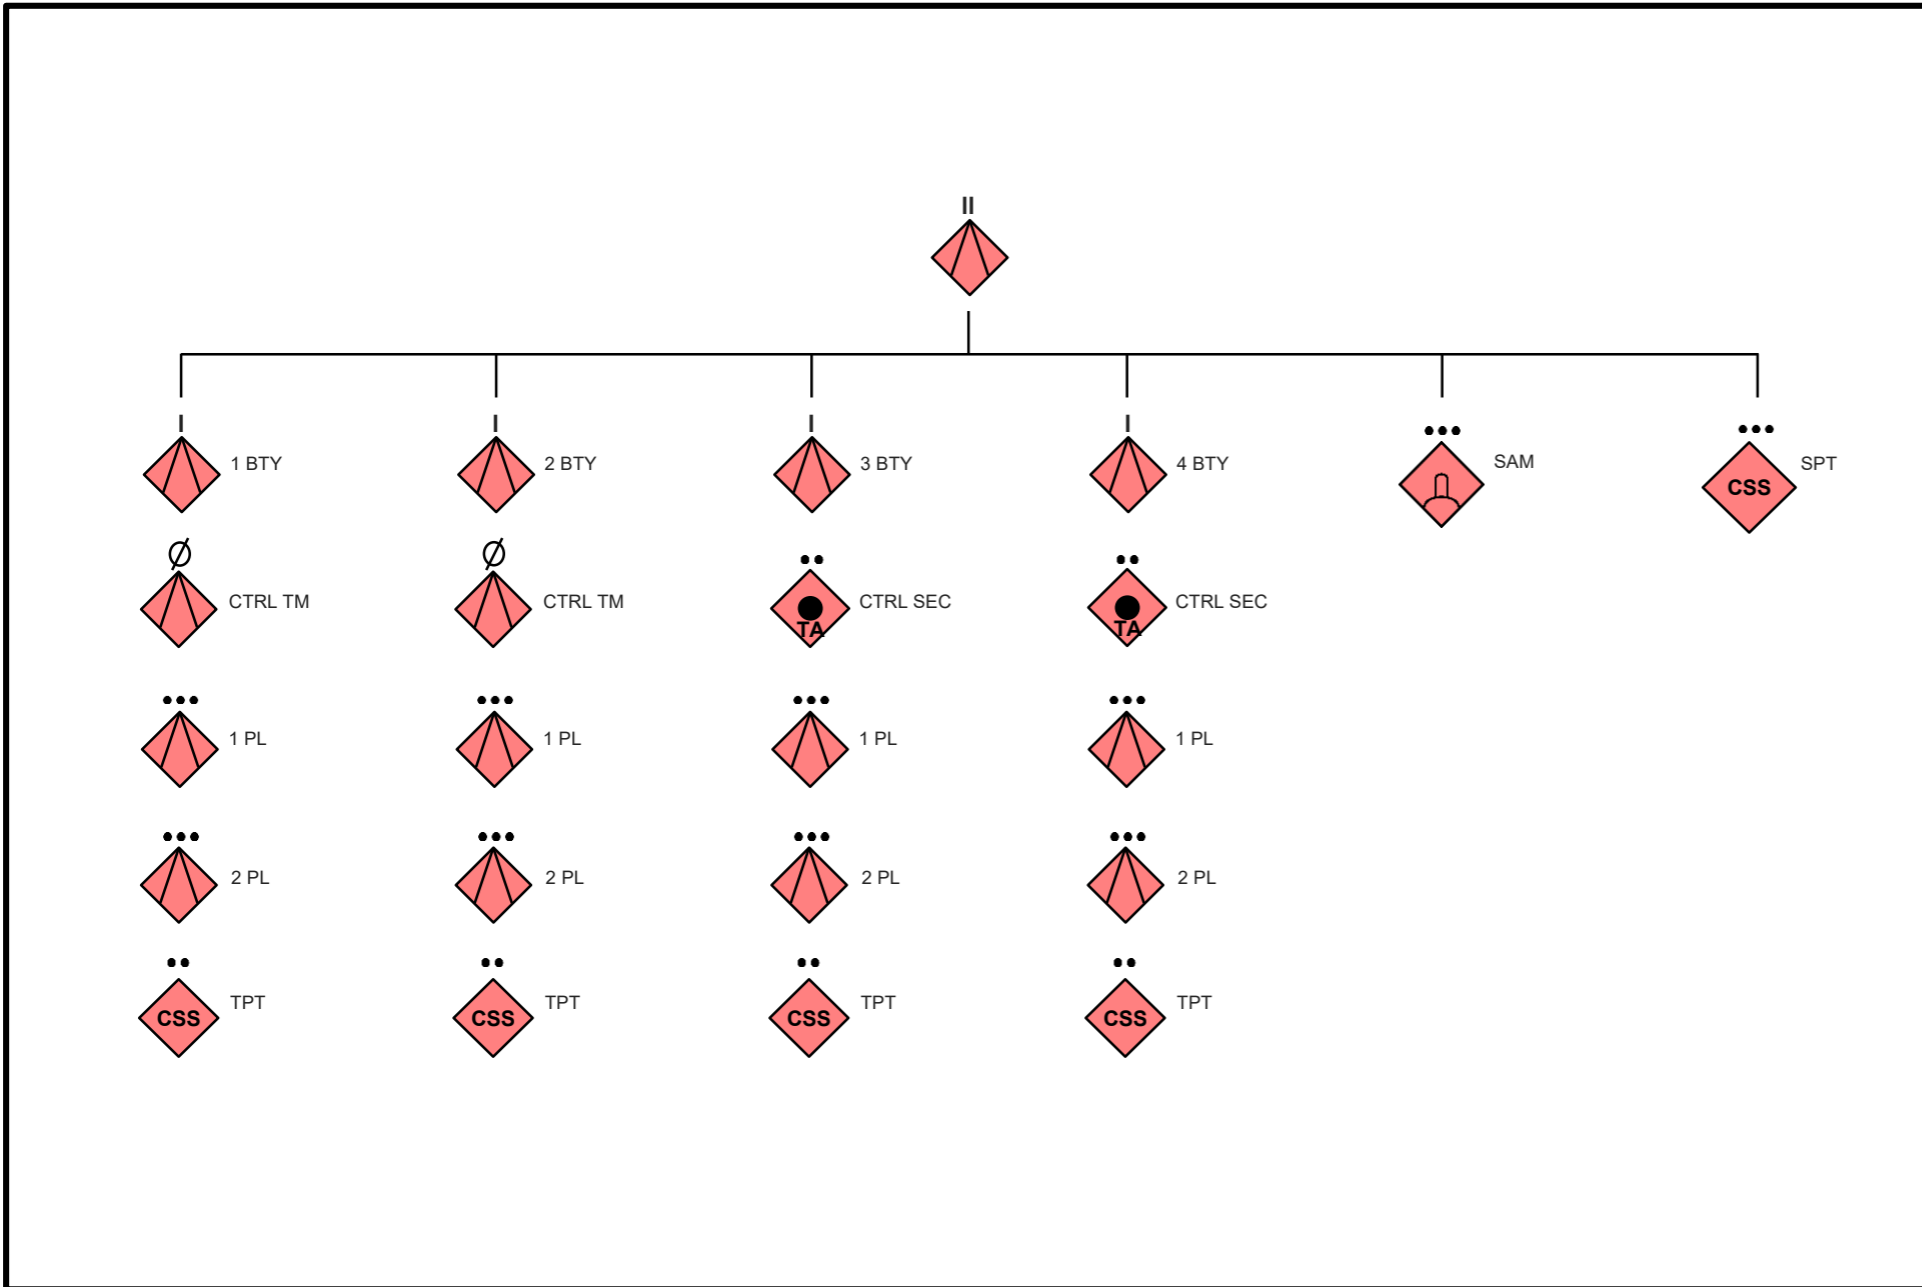 1 BTY
2 BTY
3 BTY
4 BTY
SAM
SPT
CSS
CTRL TM
CTRL TM
CTRL SEC
TA
CTRL SEC
TA
1 PL
1 PL
1 PL
1 PL
2 PL
2 PL
2 PL
2 PL
CSS
TPT
CSS
TPT
CSS
TPT
CSS
TPT